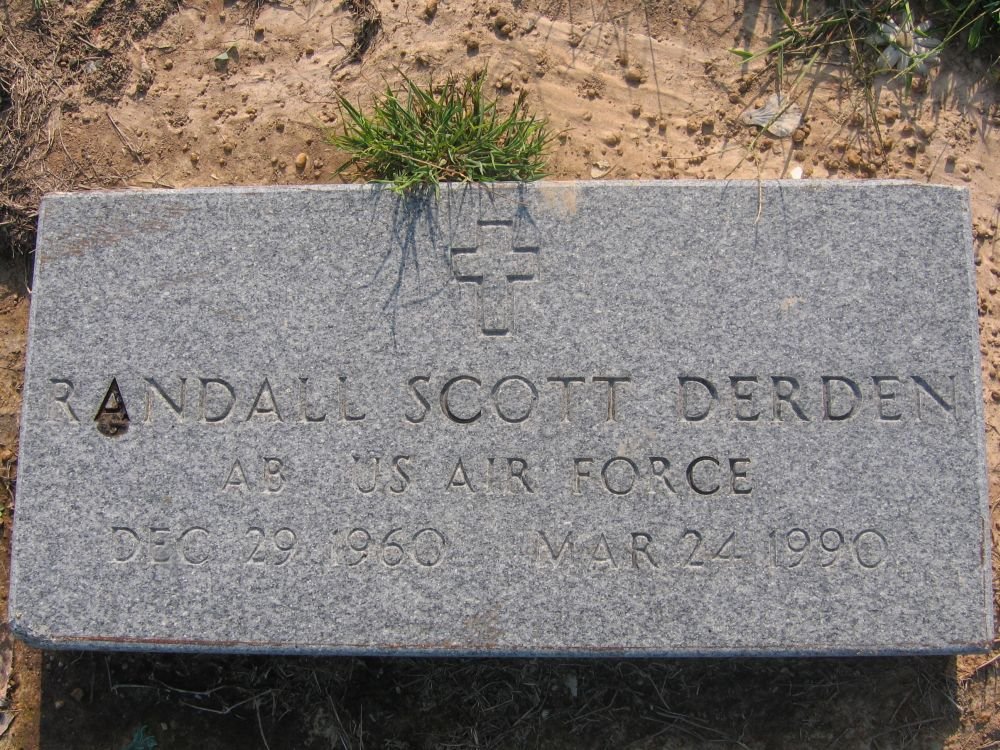 RANDALL SCOTT DERDEN
AB US AIR FORCE
DEC 29 1960 MAR 24 1990